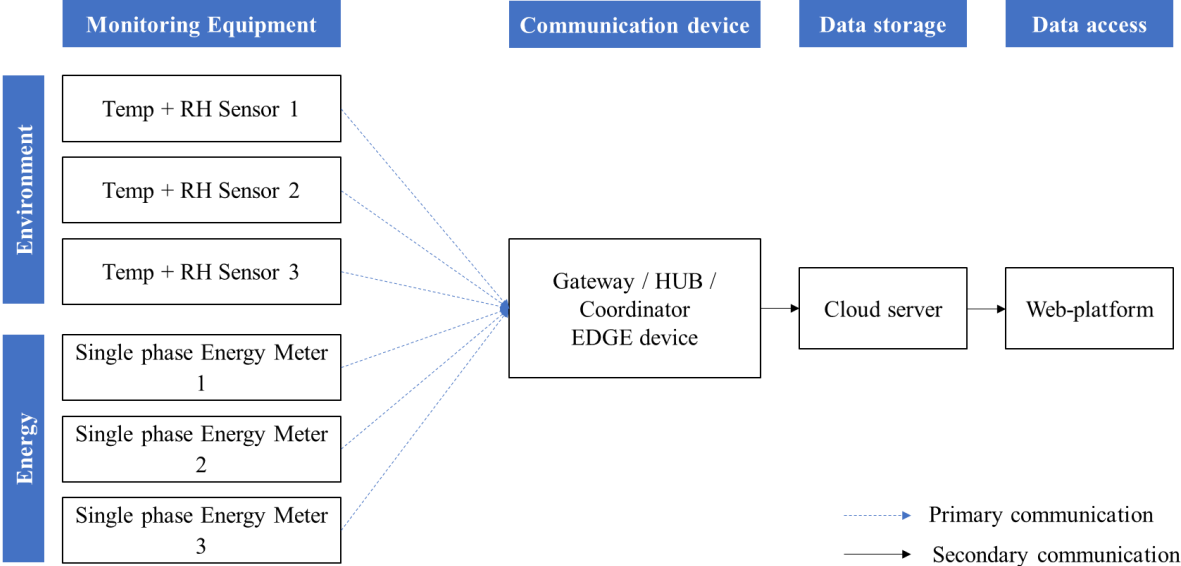 Monitoring Equipment
Communication device
Data storage
Data access
Environment
Temp + RH Sensor 1
Temp + RH Sensor 2
Temp + RH Sensor 3
Energy
Single phase Energy Meter
1
Single phase Energy Meter
2
Single phase Energy Meter
3
Gateway / HUB /
Coordinator
EDGE device
Cloud server
Web-platform
Primary communication
Secondary communication